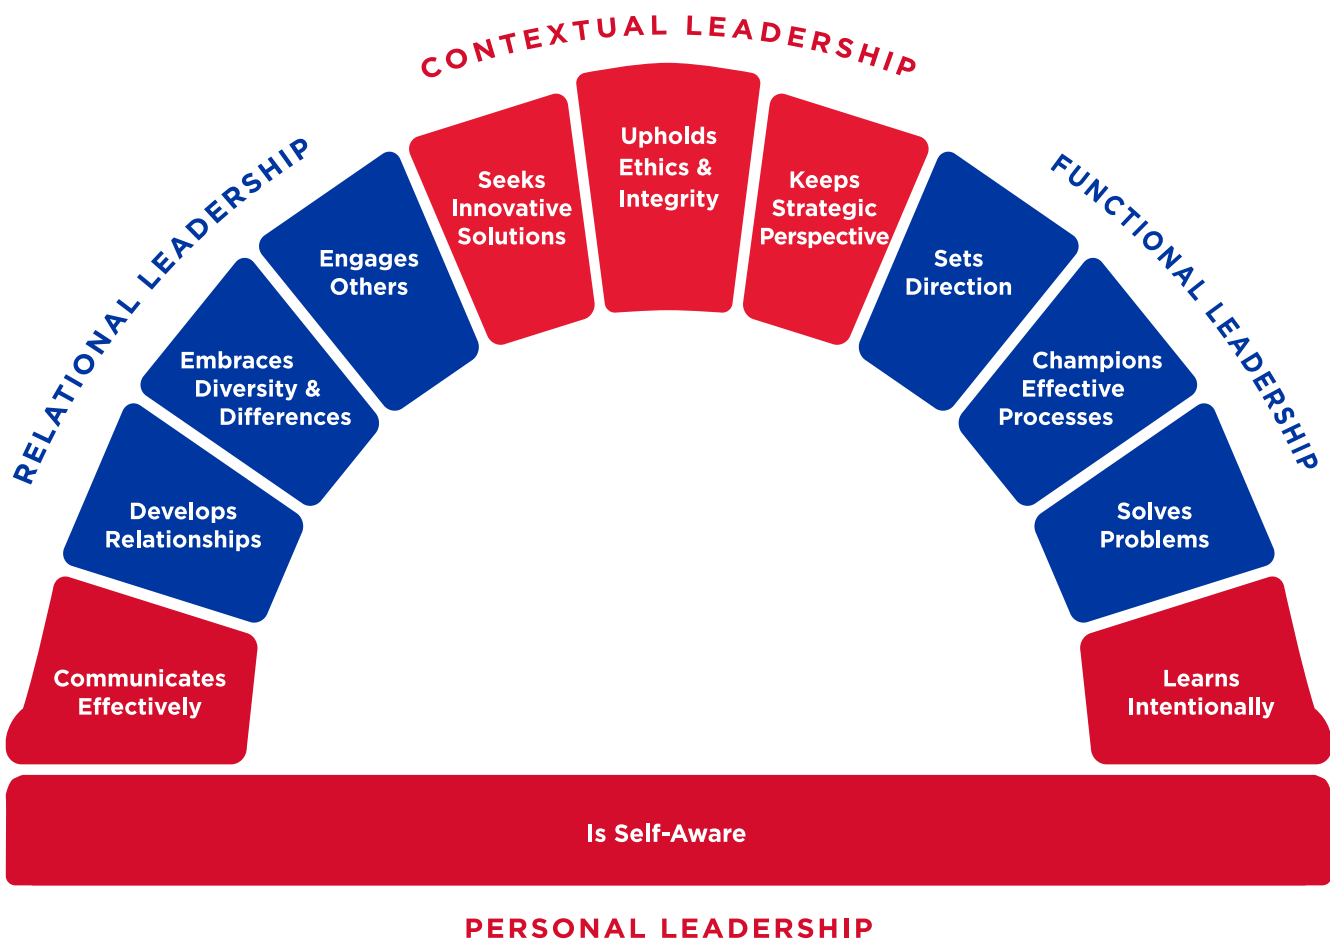 CONTEXTUAL LEADERSHIP
RELATIONAL LEADERSHIP
FUNCTIONAL LEADERSHIP
Communicates
Effectively
Develops
Relationships
Embraces
Diversity &
Differences
Engages
Others
Seeks
Innovative
Solutions
Upholds
Ethics &
Integrity
Keeps
Strategic
Perspective
Sets
Direction
Champions
Effective
Processes
Solves
Problems
Learns
Intentionally
Is Self-Aware
PERSONAL LEADERSHIP